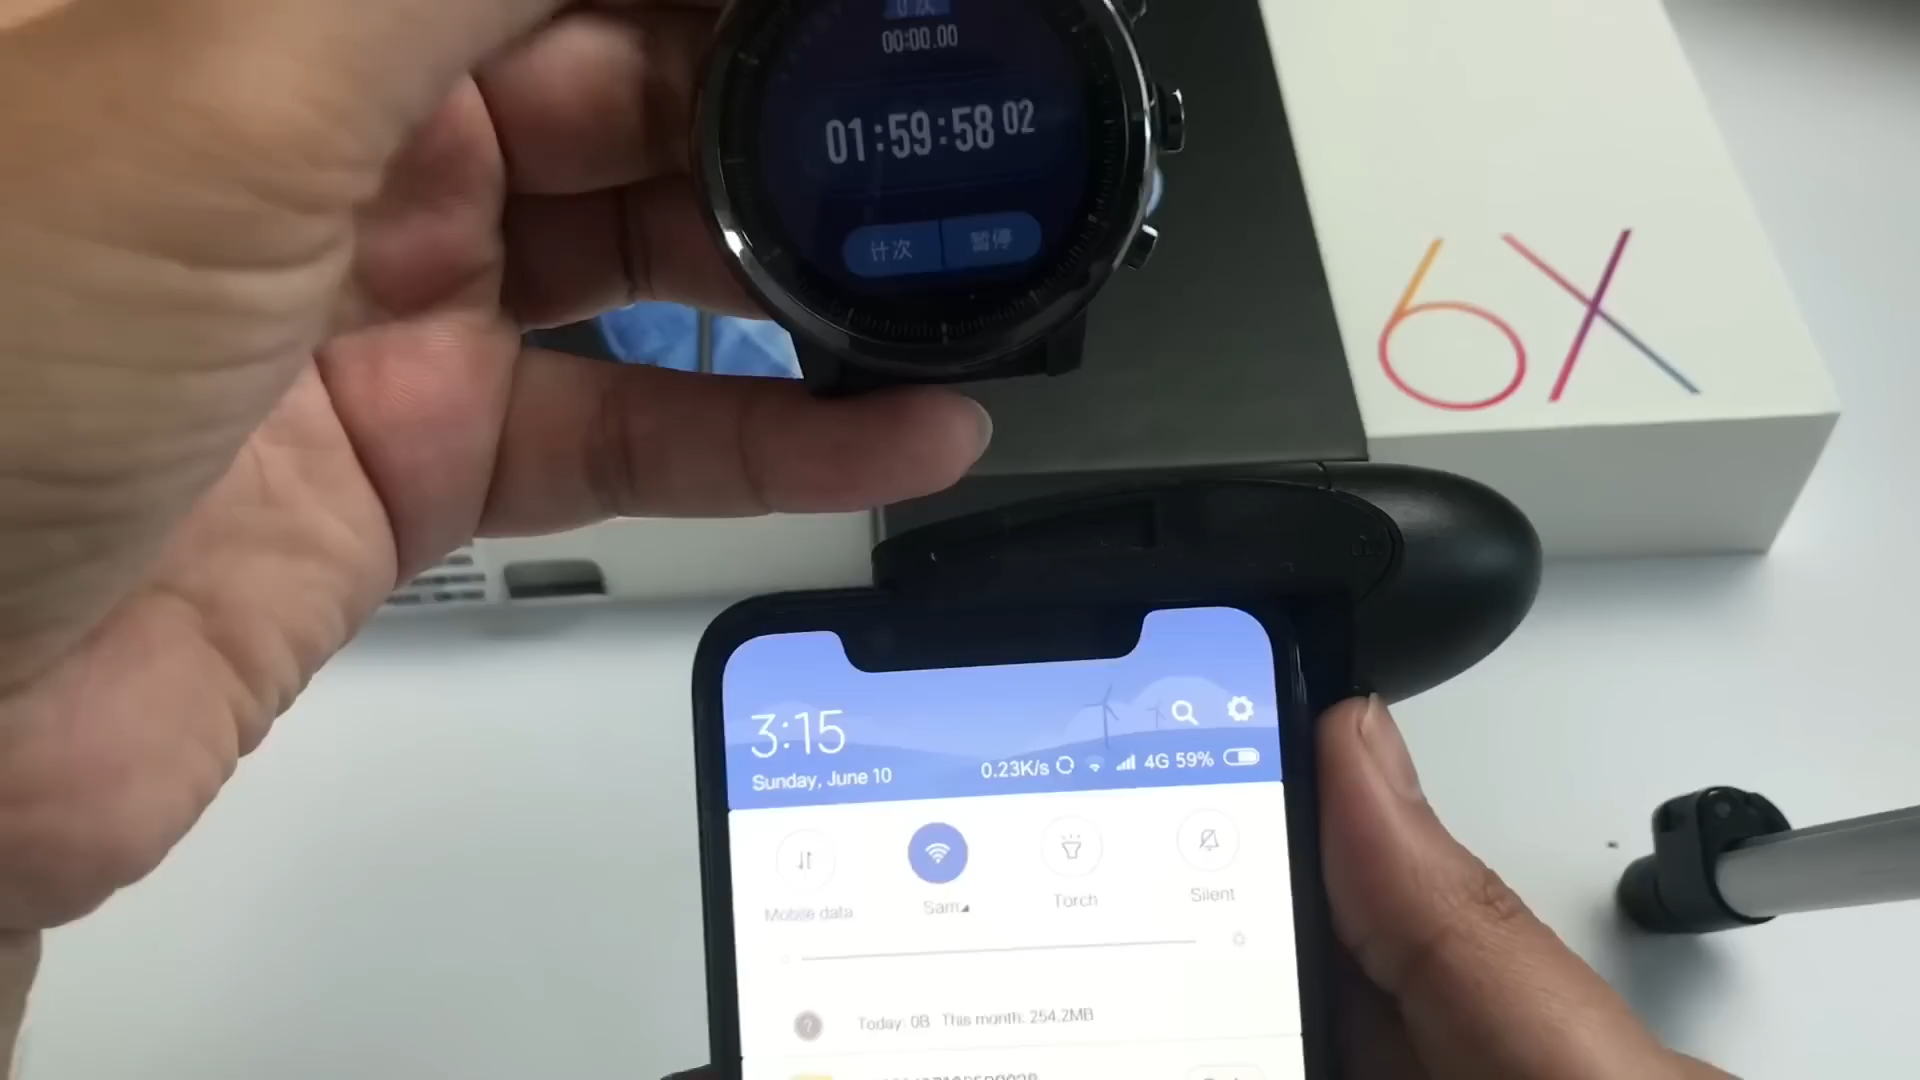 00:00.00
01:59:58 02
计次 暂停
6X
3:15
Sunday, June 10
0.23K/s 4G 59%
Mobile data
Sam
Torch
Silent
Today: 0B This month: 254.2MB